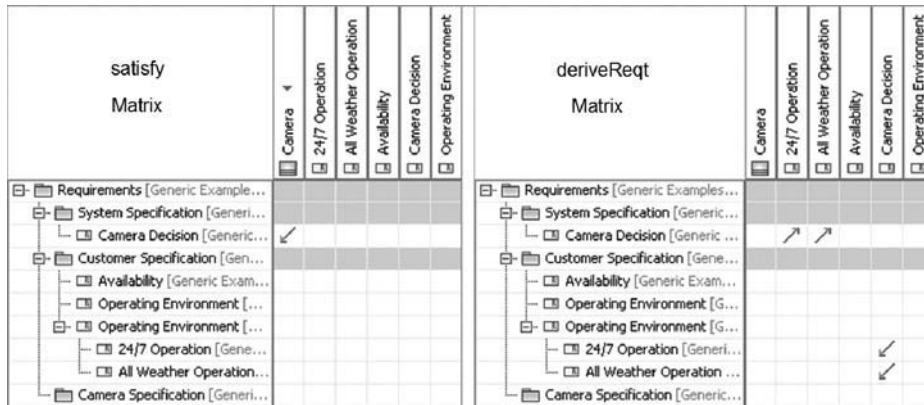 satisfy
Matrix
Camera
24/7 Operation
All Weather Operation
Availability
Camera Decision
Operating Environment
Requirements [Generic Example...
System Specification [Generi...
Camera Decision [Generic...
Customer Specification [Gen...
Availability [Generic Exam...
Operating Environment [...
Operating Environment [...
24/7 Operation [Gene...
All Weather Operation...
Camera Specification [Generi...
deriveReqt
Matrix
Camera
24/7 Operation
All Weather Operation
Availability
Camera Decision
Operating Environment
Requirements [Generic Examples...
System Specification [Generic...
Camera Decision [Generic ...
Customer Specification [Gene...
Availability [Generic Exam...
Operating Environment [G...
Operating Environment [G...
24/7 Operation [Generi...
All Weather Operation ...
Camera Specification [Generic...